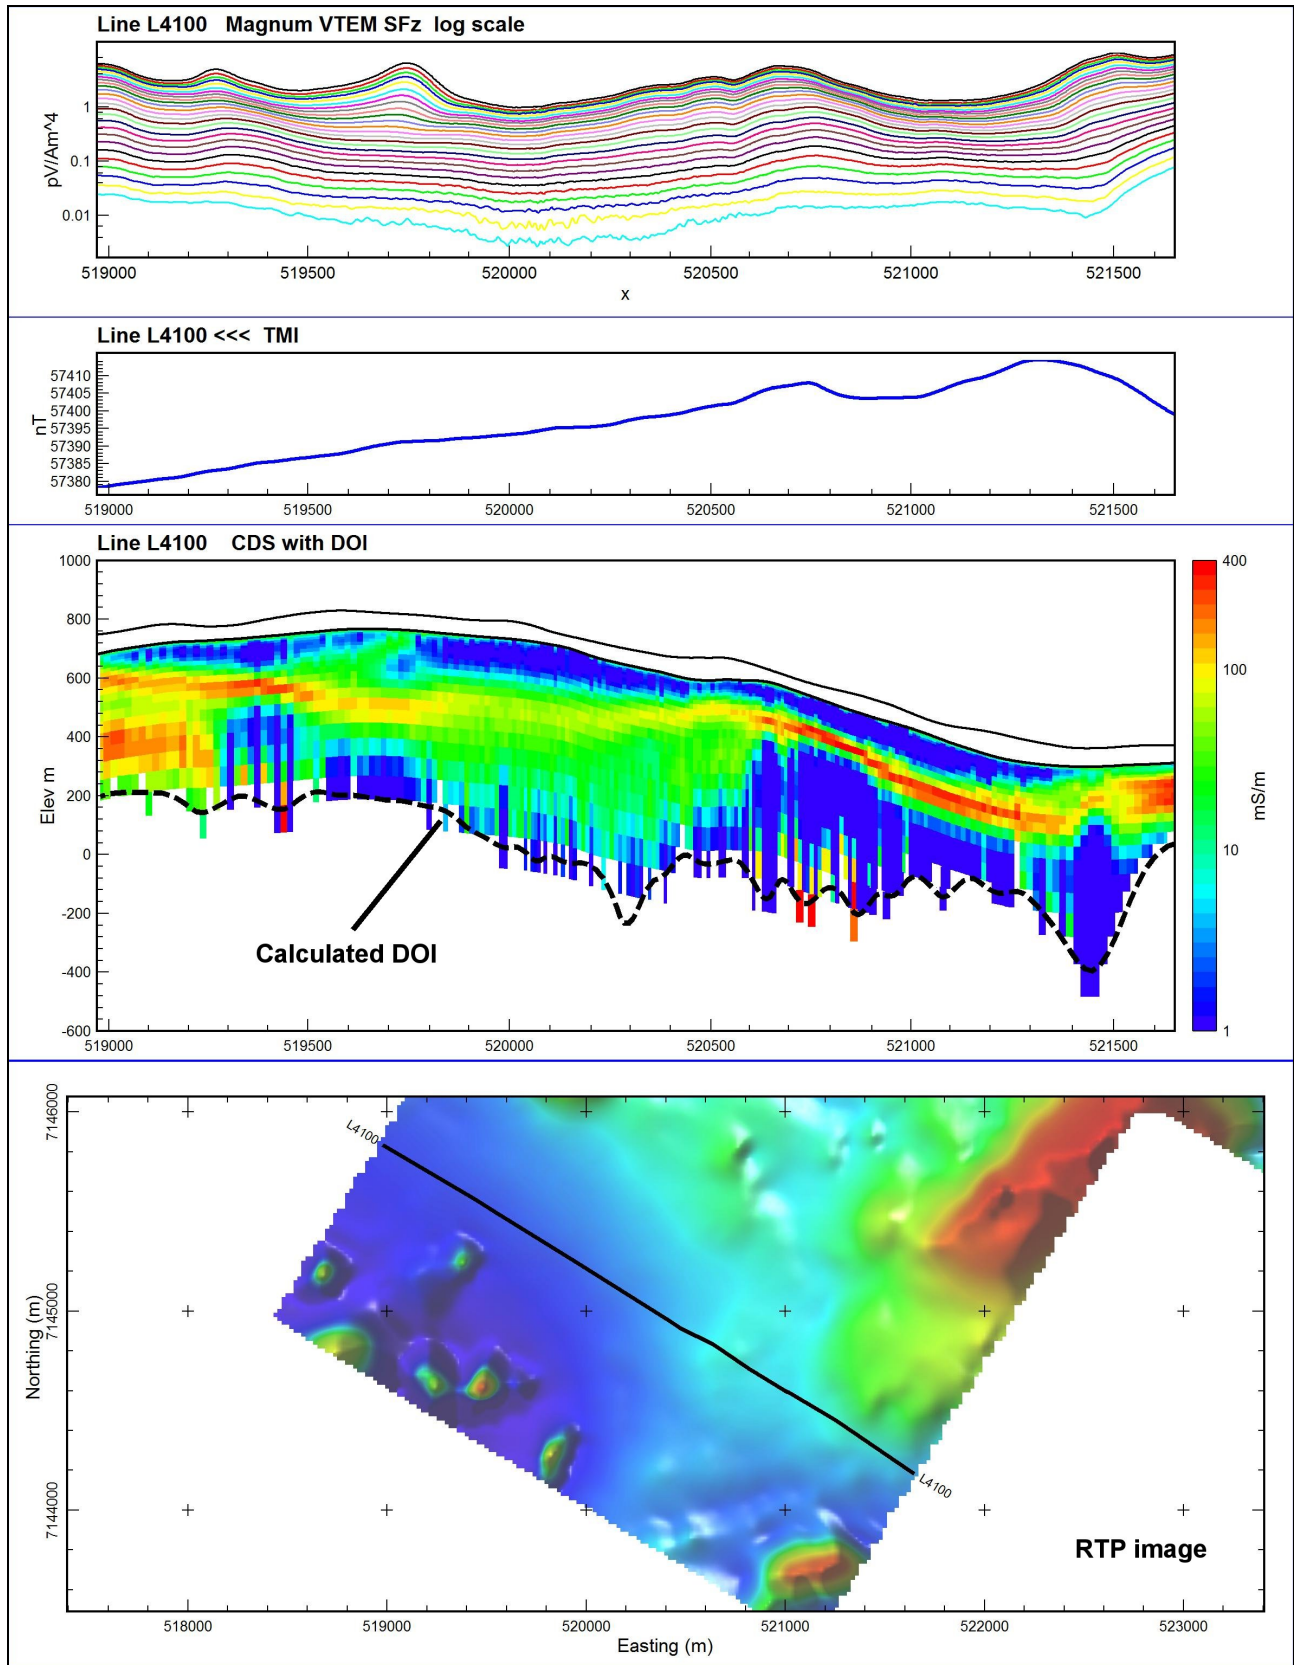 Line L4100 Magnum VTEM SFz log scale
pV/Am^4
1
0.1
0.01
519000 519500 520000 520500 521000 521500
x
Line L4100 <<< TMI
nT
57410
57405
57400
57395
57390
57385
57380
519000 519500 520000 520500 521000 521500
Line L4100 CDS with DOI
Elev m
1000
800
600
400
200
0
-200
-400
-600
Calculated DOI
519000 519500 520000 520500 521000 521500
400
100
10
1
mS/m
Northing (m)
7146000
7145000
7144000
L4100
L4100
RTP image
518000 519000 520000 521000 522000 523000
Easting (m)